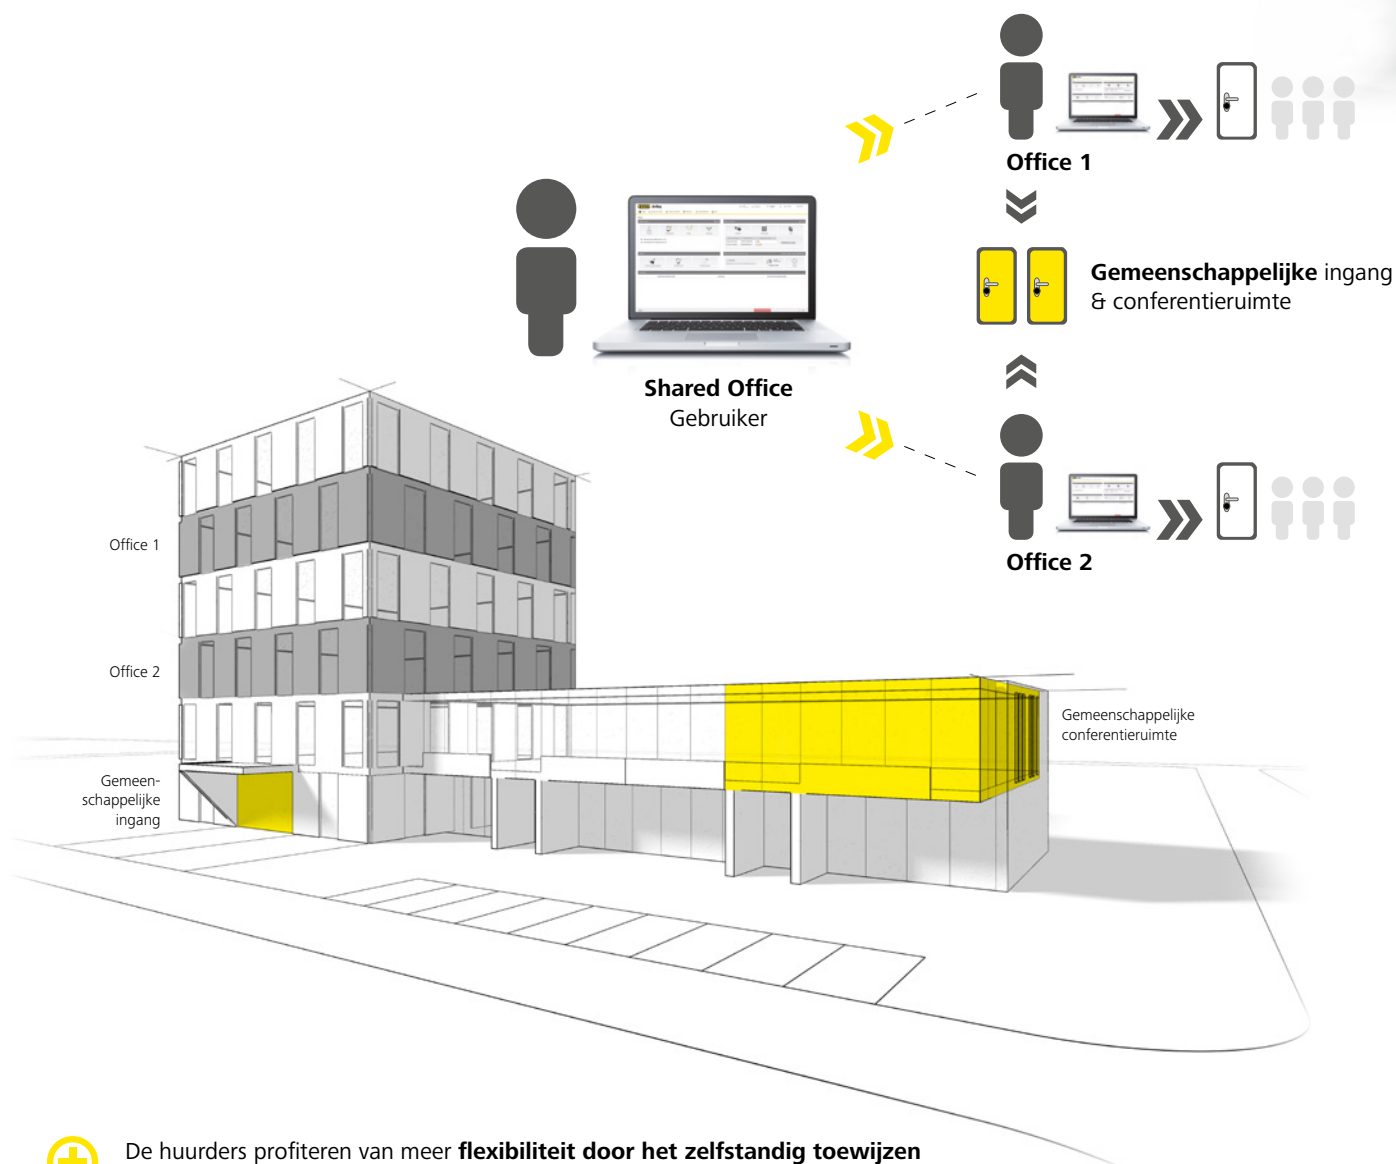 Office 1
Gemeenschappelijke ingang
& conferentieruimte
Shared Office
Gebruiker
Office 2
Office 1
Office 2
Gemeen-
schappelijke
ingang
Gemeenschappelijke
conferentieruimte
De huurders profiteren van meer flexibiliteit door het zelfstandig toewijzen